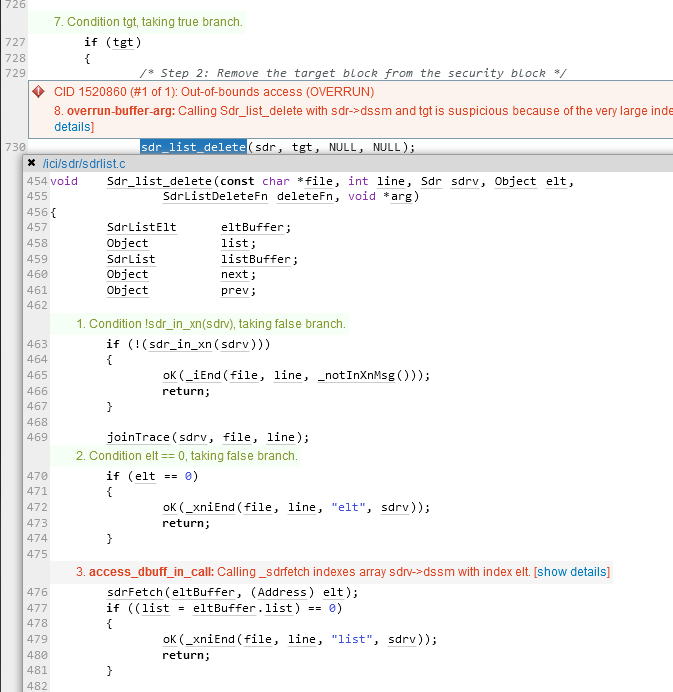 726
7. Condition tgt, taking true branch.
727 if (tgt)
728 {
729 /* Step 2: Remove the target block from the security block */
CID 1520860 (#1 of 1): Out-of-bounds access (OVERRUN)
8. overrun-buffer-arg: Calling Sdr_list_delete with sdr->dssm and tgt is suspicious because of the very large inde
details]
730 sdr_list_delete(sdr, tgt, NULL, NULL);
✖ /ici/sdr/sdrlist.c
454 void Sdr_list_delete(const char *file, int line, Sdr sdrv, Object elt,
455 SdrListDeleteFn deleteFn, void *arg)
456 {
457 SdrListElt eltBuffer;
458 Object list;
459 SdrList listBuffer;
460 Object next;
461 Object prev;
462
1. Condition !sdr_in_xn(sdrv), taking false branch.
463 if (!(sdr_in_xn(sdrv)))
464 {
465 oK(_iEnd(file, line, _notInXnMsg()));
466 return;
467 }
468
469 joinTrace(sdrv, file, line);
2. Condition elt == 0, taking false branch.
470 if (elt == 0)
471 {
472 oK(_xniEnd(file, line, "elt", sdrv));
473 return;
474 }
475
3. access_dbuff_in_call: Calling _sdrfetch indexes array sdrv->dssm with index elt. [show details]
476 sdrFetch(eltBuffer, (Address) elt);
477 if ((list = eltBuffer.list) == 0)
478 {
479 oK(_xniEnd(file, line, "list", sdrv));
480 return;
481 }
482